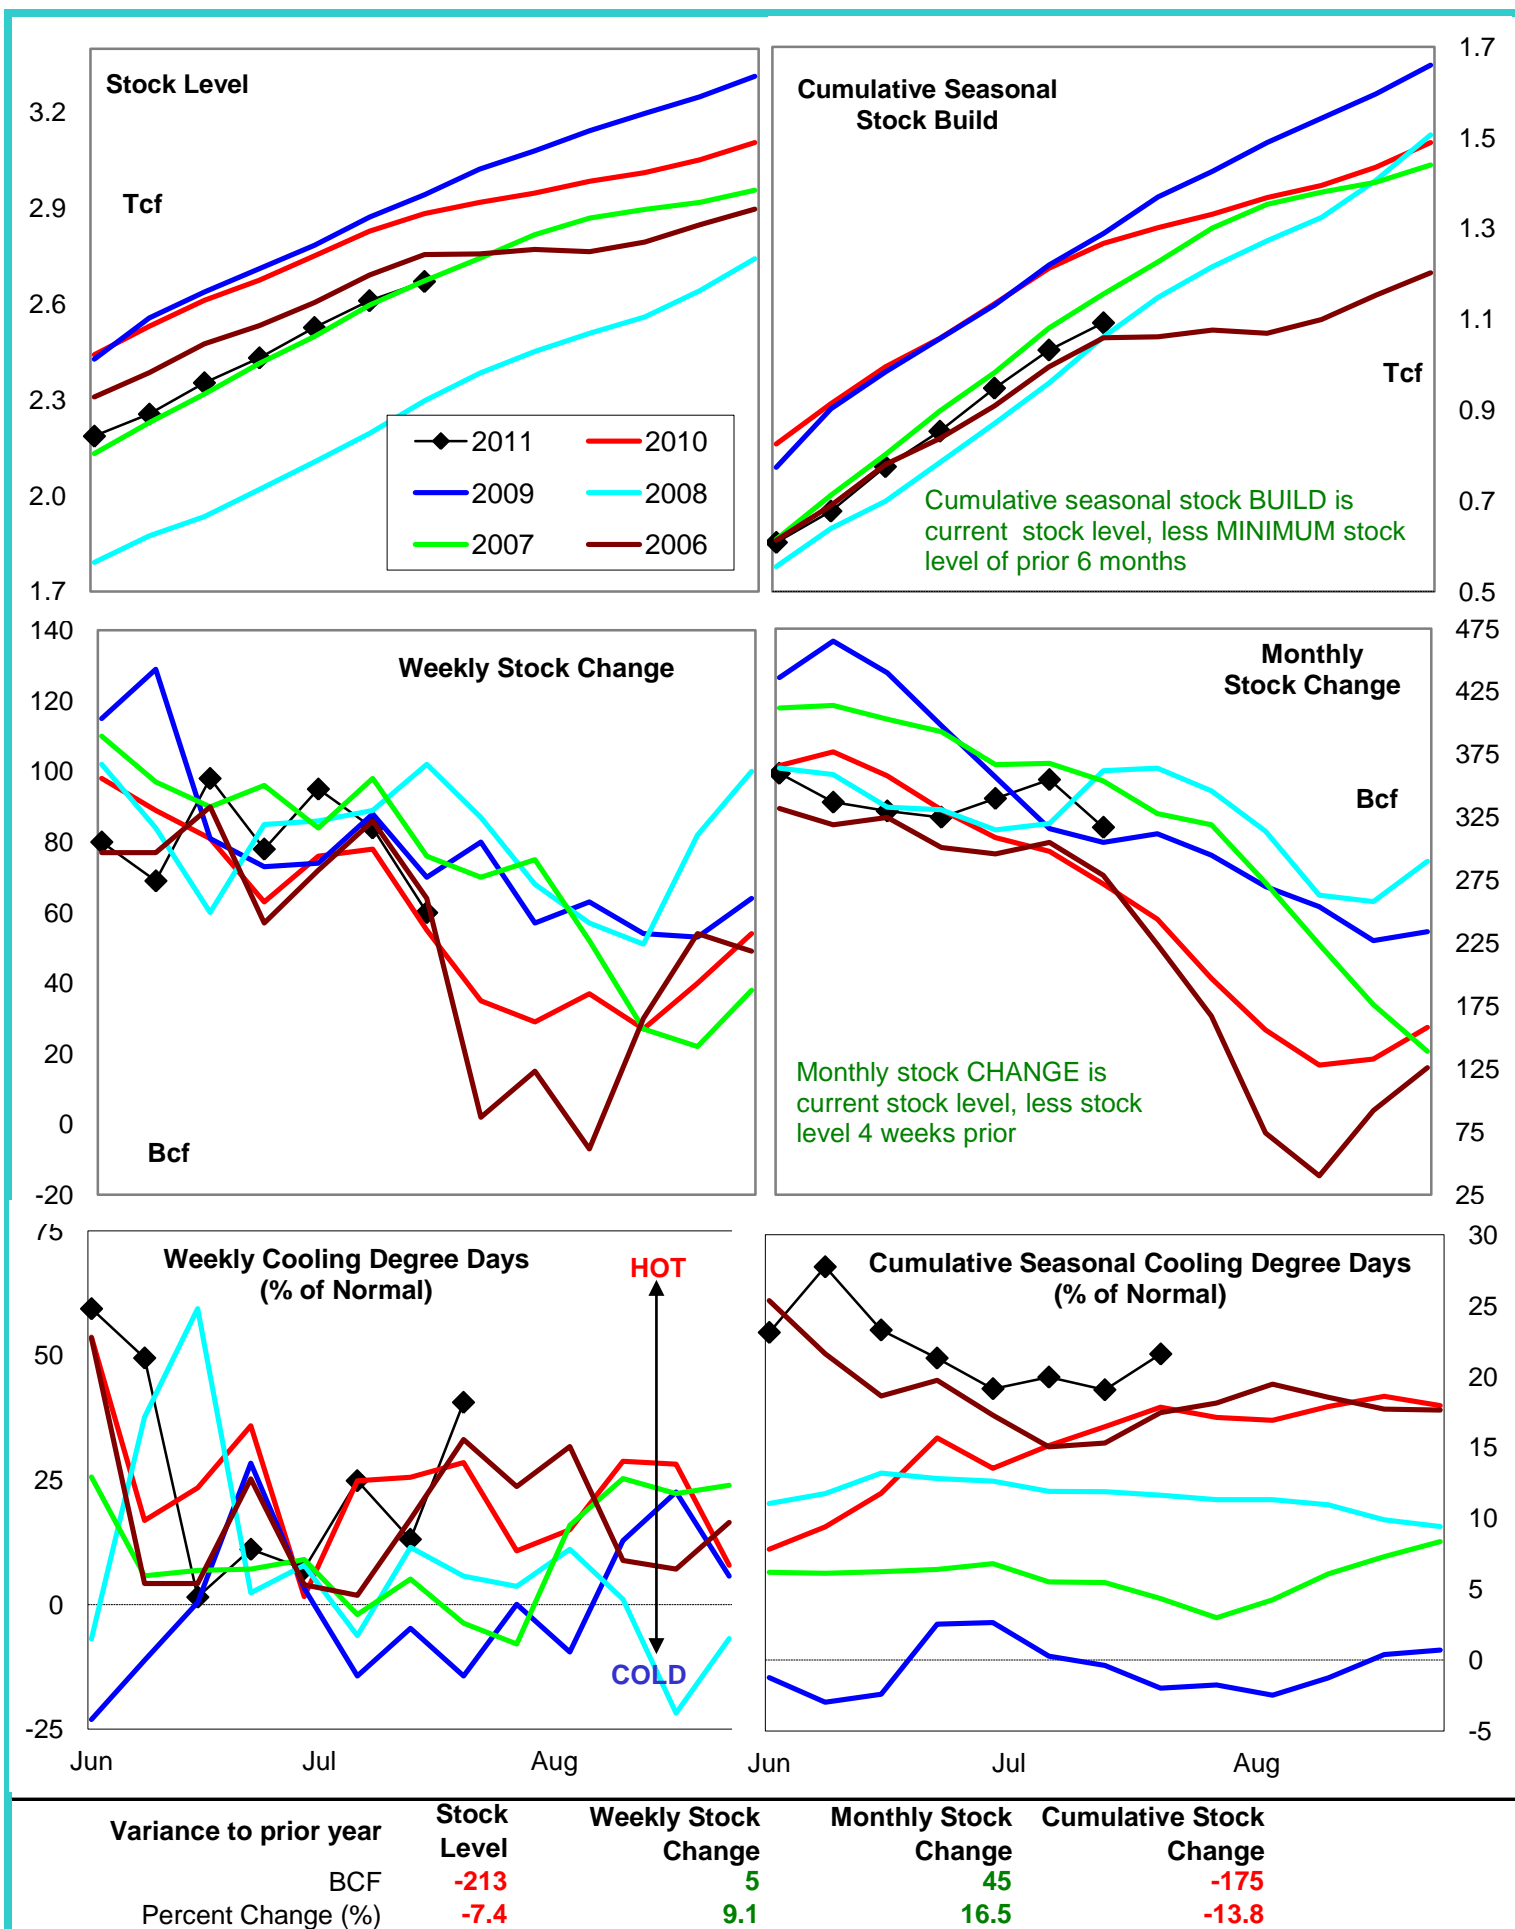 Stock Level
Tcf
3.2
2.9
2.6
2.3
2.0
1.7
2011
2010
2009
2008
2007
2006
Cumulative Seasonal
Stock Build
1.7
1.5
1.3
1.1
0.9
0.7
0.5
Tcf
Cumulative seasonal stock BUILD is
current stock level, less MINIMUM stock
level of prior 6 months
Weekly Stock Change
140
120
100
80
60
40
20
0
-20
Bcf
Monthly
Stock Change
475
425
375
325
275
225
175
125
75
25
Bcf
Monthly stock CHANGE is
current stock level, less stock
level 4 weeks prior
Weekly Cooling Degree Days
(% of Normal)
HOT
COLD
75
50
25
0
-25
Jun
Jul
Aug
Cumulative Seasonal Cooling Degree Days
(% of Normal)
30
25
20
15
10
5
0
-5
Jun
Jul
Aug
Variance to prior year
Stock
Level
Weekly Stock
Change
Monthly Stock
Change
Cumulative Stock
Change
BCF -213 5 45 -175
Percent Change (%) -7.4 9.1 16.5 -13.8